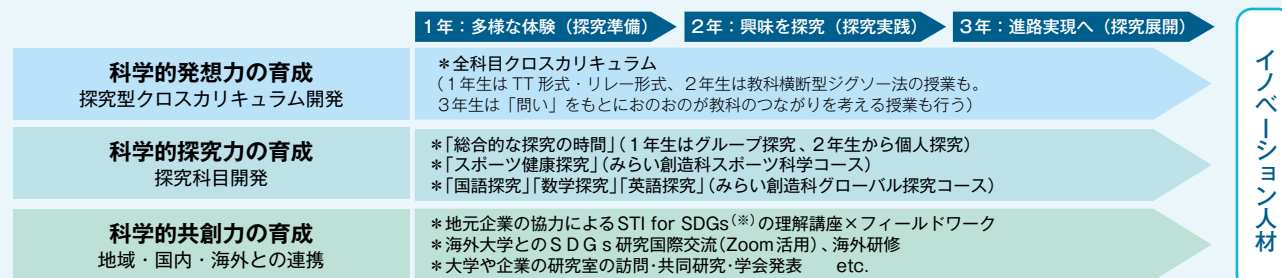 1年：多様な体験（探究準備）
2年：興味を探究（探究実践）
3年：進路実現へ（探究展開）
科学的発想力の育成
探究型クロスカリキュラム開発
＊全科目クロスカリキュラム
（1年生はTT形式・リレー形式、2年生は教科横断型ジグソー法の授業も。
3年生は「問い」をもとにおのおのが教科のつながりを考える授業も行う）
科学的探究力の育成
探究科目開発
＊「総合的な探究の時間」（1年生はグループ探究、2年生から個人探究）
＊「スポーツ健康探究」（みらい創造科スポーツ科学コース）
＊「国語探究」「数学探究」「英語探究」（みらい創造科グローバル探究コース）
科学的共創力の育成
地域・国内・海外との連携
＊地元企業の協力によるSTI for SDGs(※)の理解講座×フィールドワーク
＊海外大学とのＳＤＧｓ研究国際交流（Zoom活用）、海外研修
＊大学や企業の研究室の訪問・共同研究・学会発表　etc.
イノベーション人材